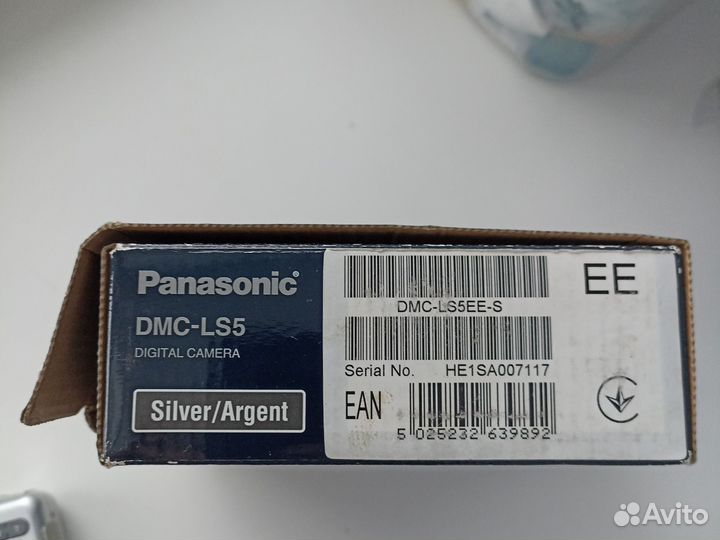 Panasonic
DMC-LS5
DIGITAL CAMERA
Silver/Argent
DMC-LS5EE-S
Serial No. HE1SA007117
EAN
5 025232 639892
EE
Avito